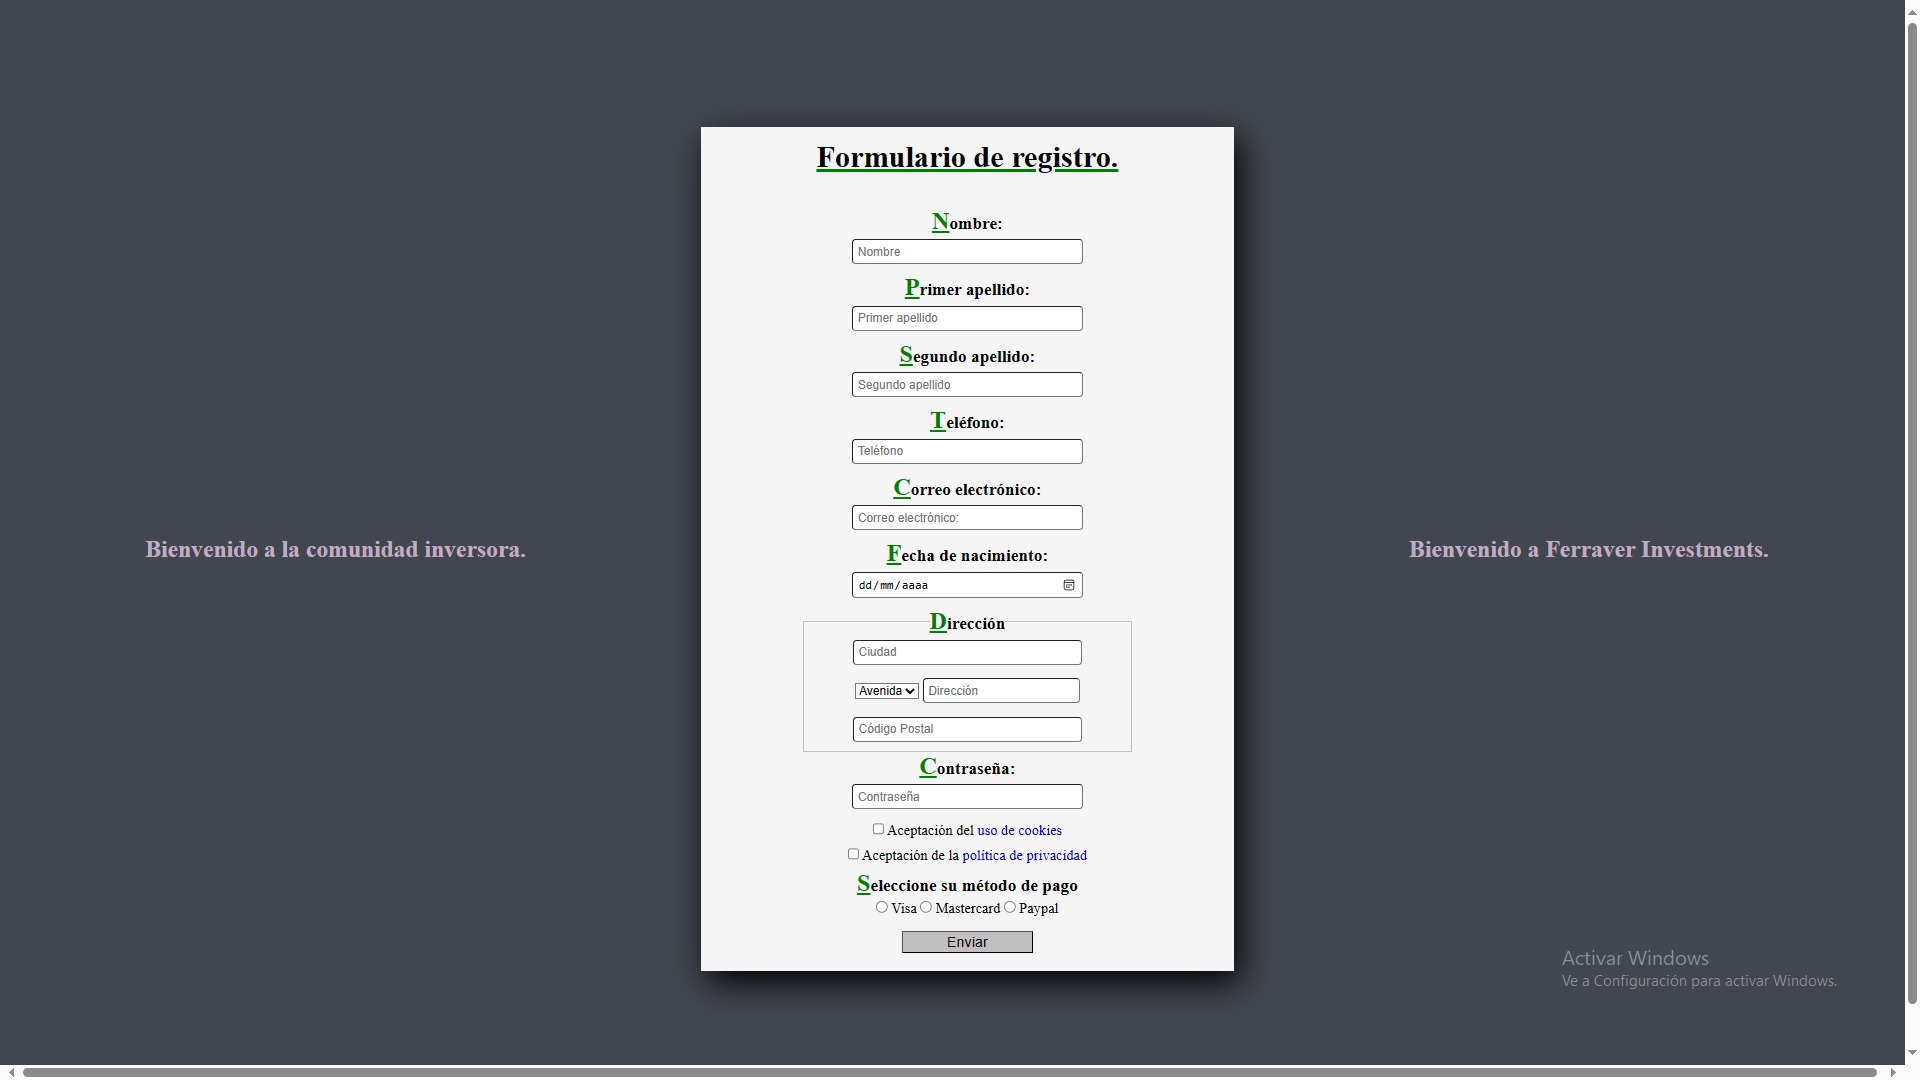 Formulario de registro.
Nombre:
Nombre
Primer apellido:
Primer apellido
Segundo apellido:
Segundo apellido
Teléfono:
Teléfono
Correo electrónico:
Correo electrónico:
Bienvenido a la comunidad inversora.
Bienvenido a Ferraver Investments.
Fecha de nacimiento:
dd/mm/aaaa
Dirección
Ciudad
Avenida Dirección
Código Postal
Contraseña:
Contraseña
Aceptación del uso de cookies
Aceptación de la política de privacidad
Seleccione su método de pago
Visa Mastercard Paypal
Enviar
Activar Windows
Ve a Configuración para activar Windows.